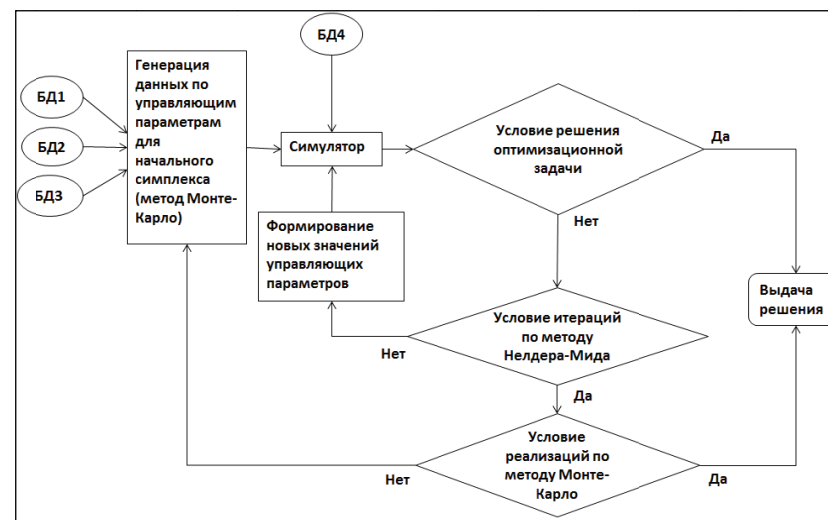 БД1
БД2
БД3
Генерация
данных по
управляющим
параметрам
для
начального
симплекса
(метод Монте-
Карло)
БД4
Симулятор
Условие решения
оптимизационной
задачи
Да
Нет
Формирование
новых значений
управляющих
параметров
Выдача
решения
Условие итераций
по методу
Нелдера-Мида
Нет
Да
Условие
реализаций по
методу Монте-
Карло
Нет
Да